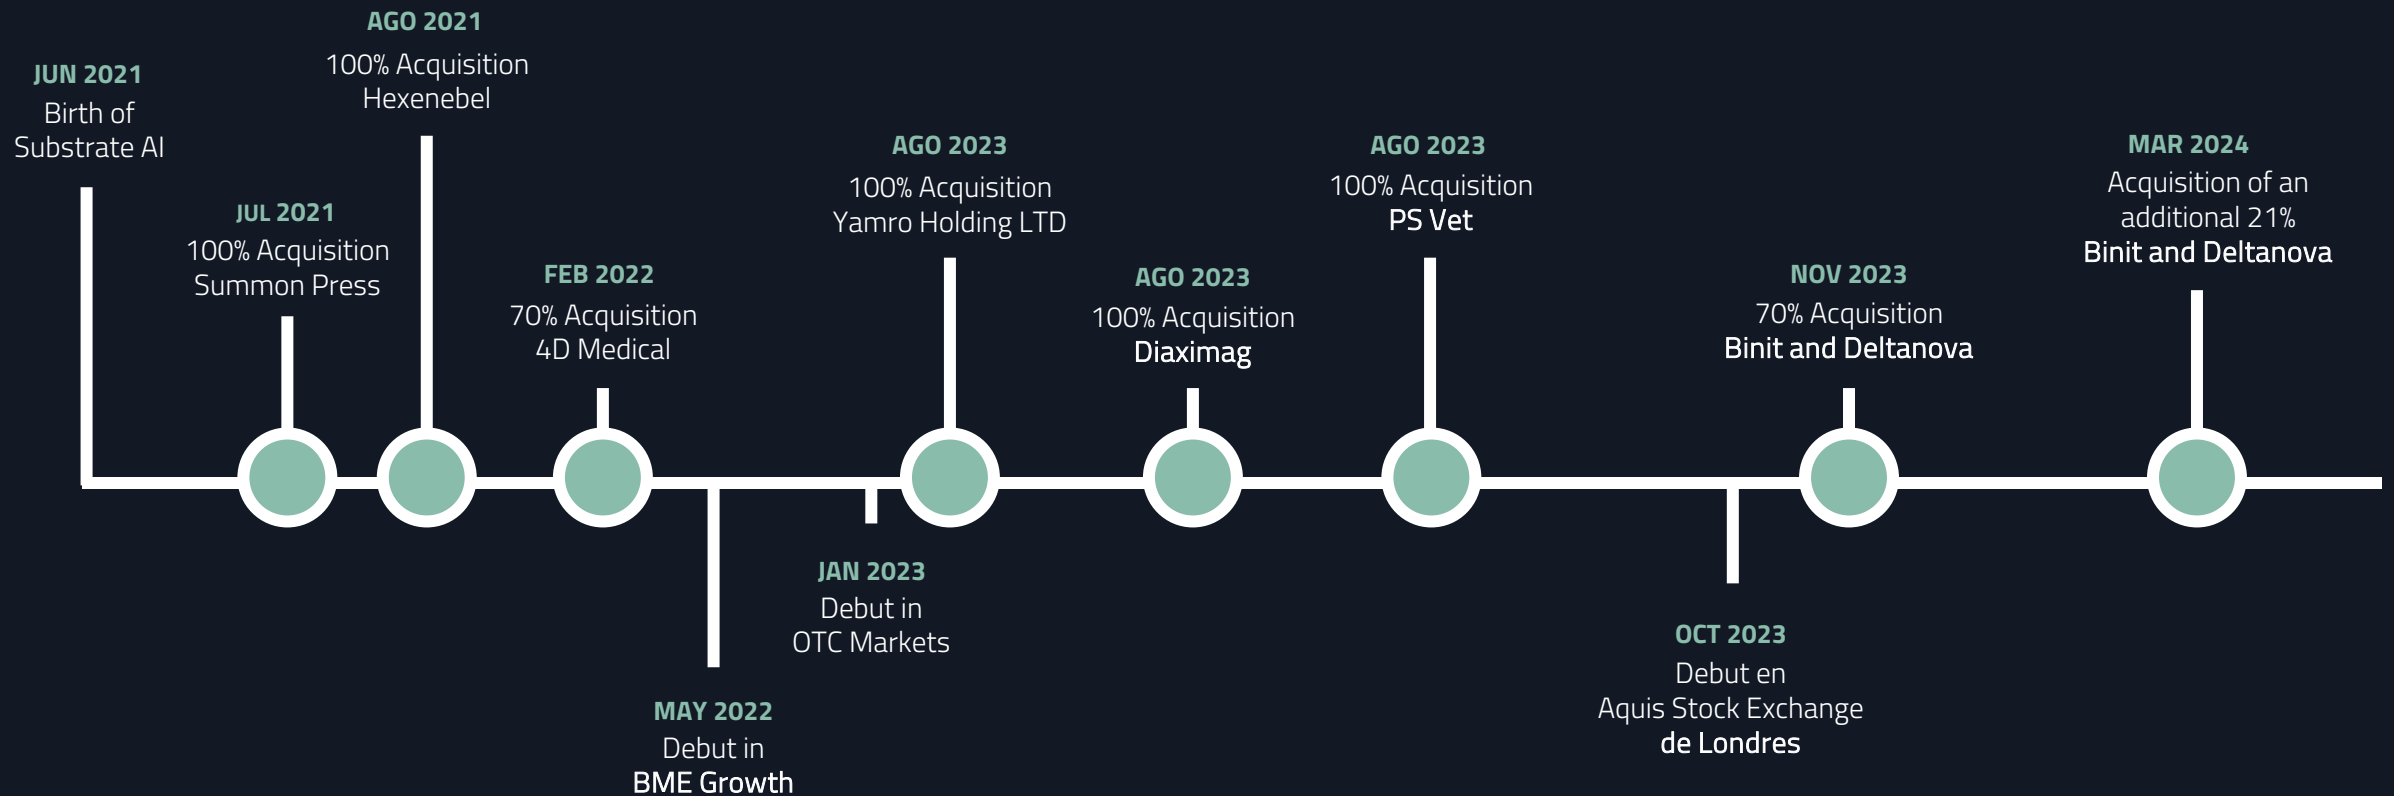 JUN 2021
Birth of
Substrate AI
JUL 2021
100% Acquisition
Summon Press
AGO 2021
100% Acquisition
Hexenebel
FEB 2022
70% Acquisition
4D Medical
MAY 2022
Debut in
BME Growth
JAN 2023
Debut in
OTC Markets
AGO 2023
100% Acquisition
Yamro Holding LTD
AGO 2023
100% Acquisition
Diaximag
AGO 2023
100% Acquisition
PS Vet
OCT 2023
Debut en
Aquis Stock Exchange
de Londres
NOV 2023
70% Acquisition
Binit and Deltanova
MAR 2024
Acquisition of an
additional 21%
Binit and Deltanova